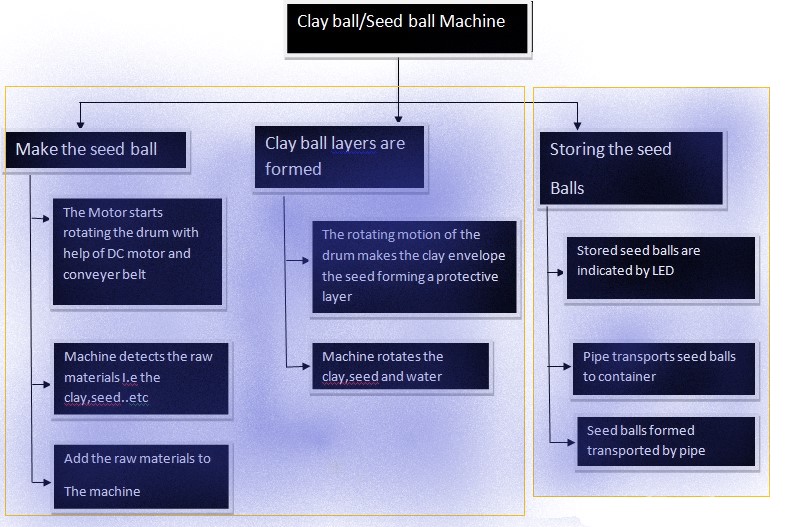 Clay ball/Seed ball Machine
Make the seed ball
The Motor starts
rotating the drum with
help of DC motor and
conveyer belt
Machine detects the raw
materials I.e the
clay,seed..etc
Add the raw materials to
The machine
Clay ball layers are
formed
The rotating motion of the
drum makes the clay envelope
the seed forming a protective
layer
Machine rotates the
clay,seed and water
Storing the seed
Balls
Stored seed balls are
indicated by LED
Pipe transports seed balls
to container
Seed balls formed
transported by pipe